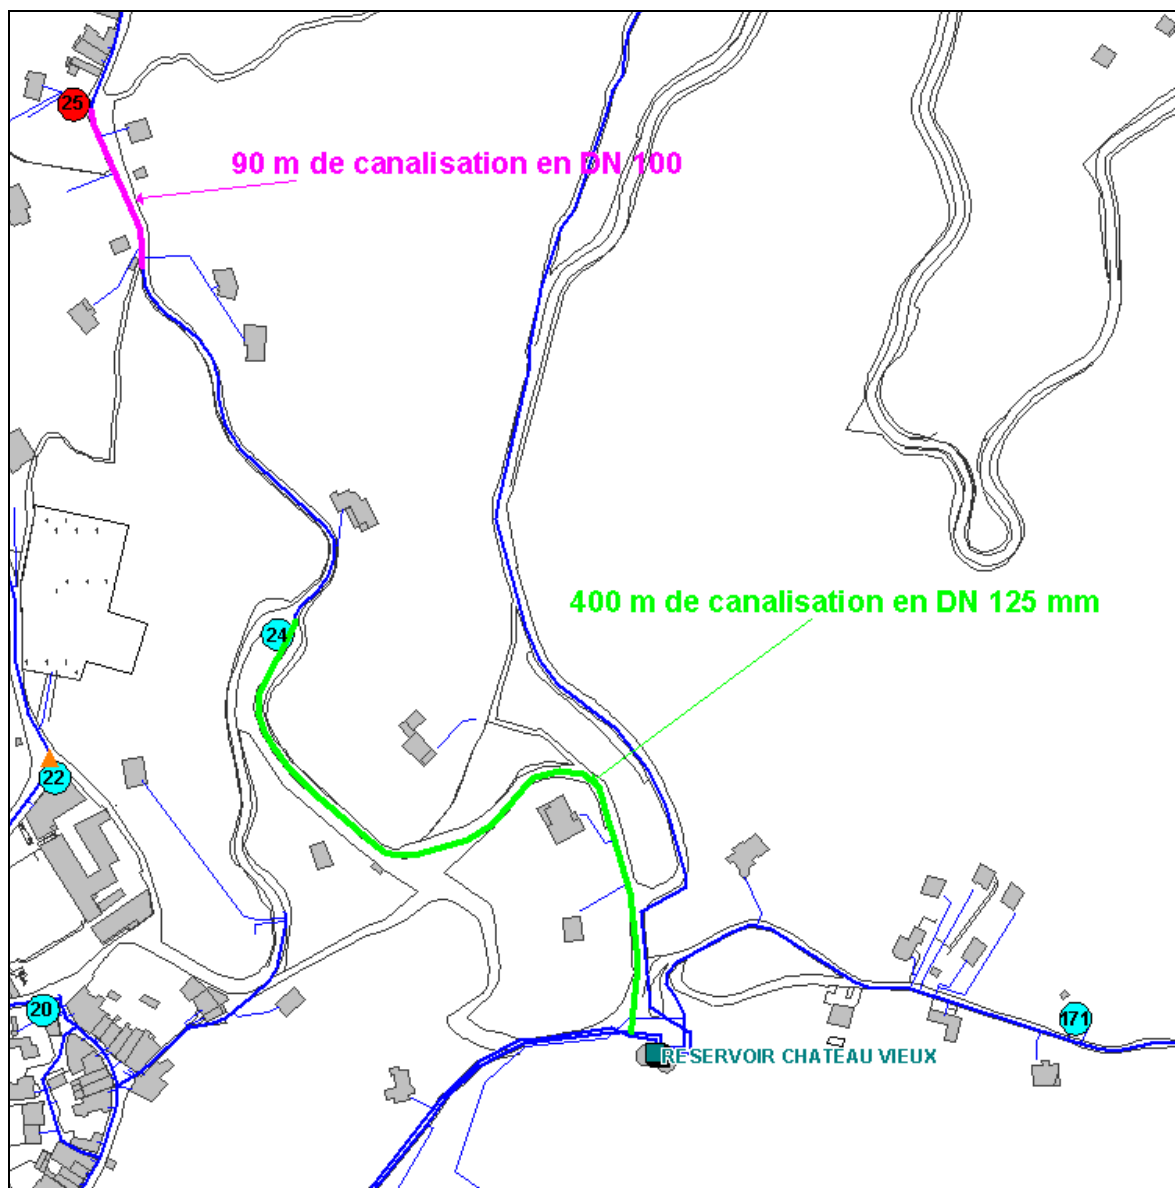 25
90 m de canalisation en DN 100
400 m de canalisation en DN 125 mm
24
22
20
171
RESERVOIR CHATEAU VIEUX